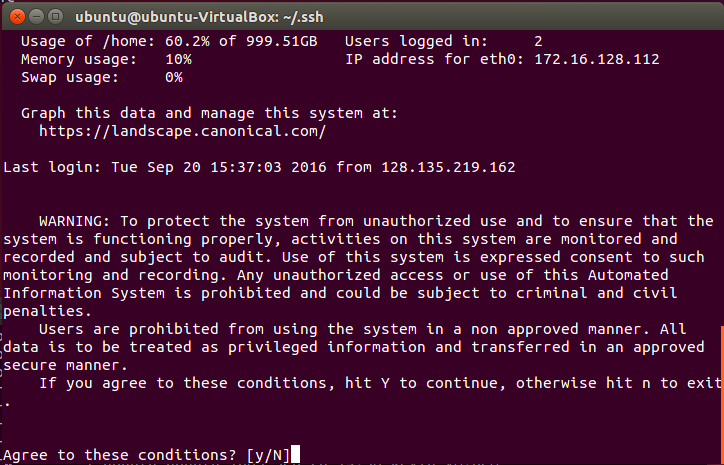 ubuntu@ubuntu-VirtualBox: ~/.ssh
Usage of /home: 60.2% of 999.51GB   Users logged in:     2
Memory usage:   10%                 IP address for eth0: 172.16.128.112
Swap usage:     0%
Graph this data and manage this system at:
https://landscape.canonical.com/
Last login: Tue Sep 20 15:37:03 2016 from 128.135.219.162
WARNING: To protect the system from unauthorized use and to ensure that the
system is functioning properly, activities on this system are monitored and
recorded and subject to audit. Use of this system is expressed consent to such
monitoring and recording. Any unauthorized access or use of this Automated
Information System is prohibited and could be subject to criminal and civil
penalties.
Users are prohibited from using the system in a non approved manner. All
data is to be treated as privileged information and transferred in an approved
secure manner.
If you agree to these conditions, hit Y to continue, otherwise hit n to exit
.
Agree to these conditions? [y/N]